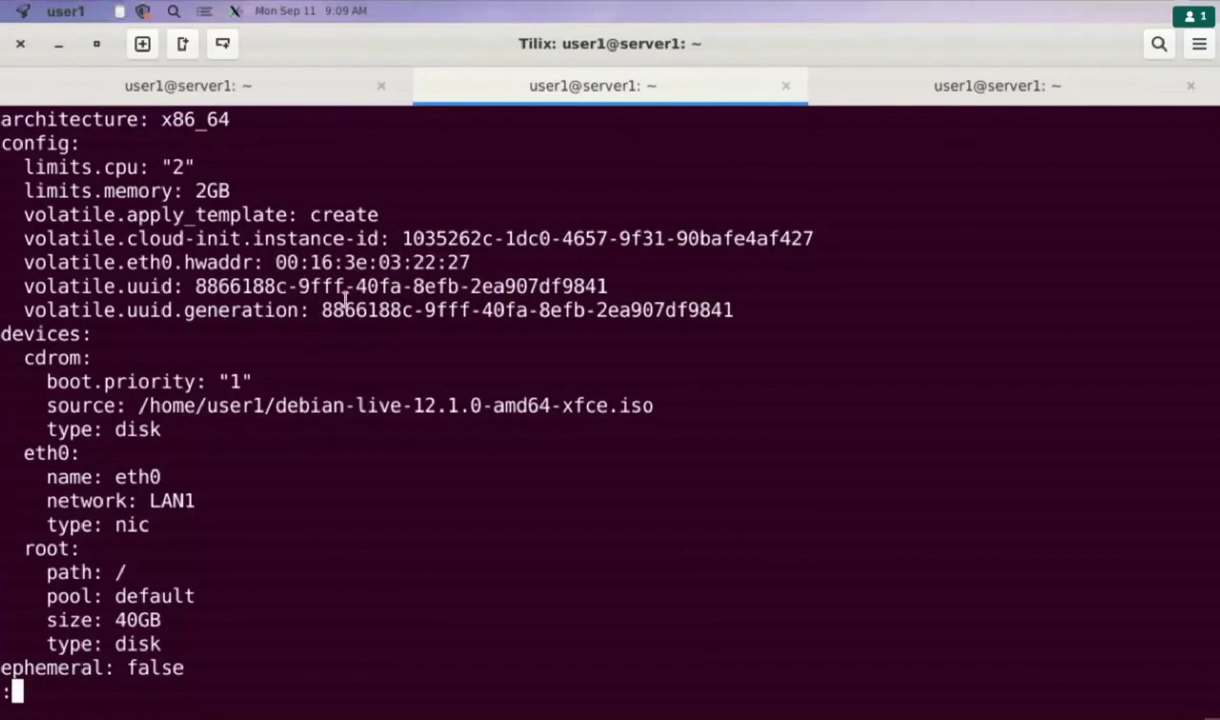 user1 Mon Sep 11 9:09 AM
1
Tilix: user1@server1: ~
user1@server1: ~ user1@server1: ~ user1@server1: ~
architecture: x86_64
config:
  limits.cpu: "2"
  limits.memory: 2GB
  volatile.apply_template: create
  volatile.cloud-init.instance-id: 1035262c-1dc0-4657-9f31-90bafe4af427
  volatile.eth0.hwaddr: 00:16:3e:03:22:27
  volatile.uuid: 8866188c-9fff-40fa-8efb-2ea907df9841
  volatile.uuid.generation: 8866188c-9fff-40fa-8efb-2ea907df9841
devices:
  cdrom:
    boot.priority: "1"
    source: /home/user1/debian-live-12.1.0-amd64-xfce.iso
    type: disk
  eth0:
    name: eth0
    network: LAN1
    type: nic
  root:
    path: /
    pool: default
    size: 40GB
    type: disk
ephemeral: false
: